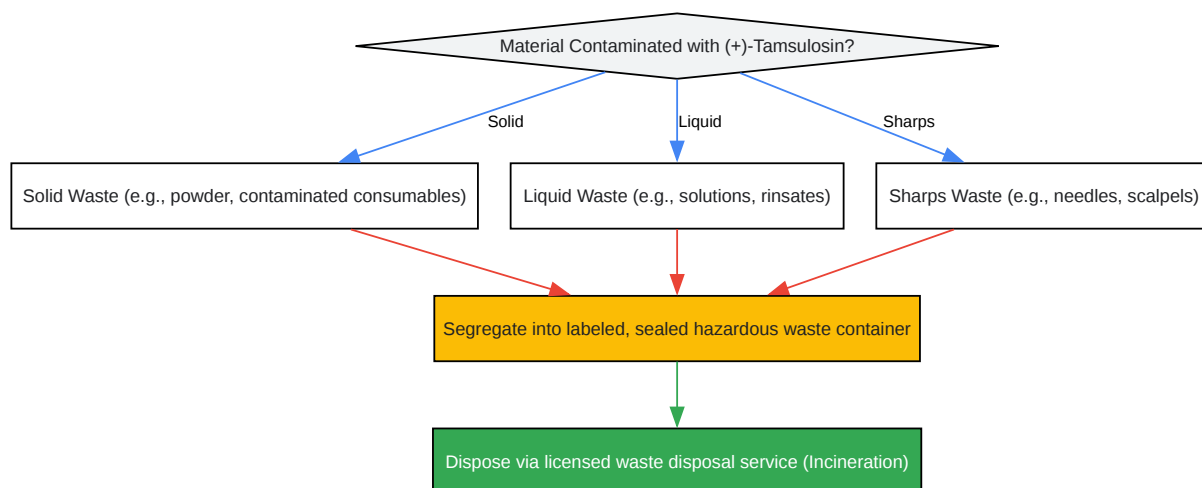 Material Contaminated with (+)-Tamsulosin?
Solid
Liquid
Sharps
Solid Waste (e.g., powder, contaminated consumables)
Liquid Waste (e.g., solutions, rinsates)
Sharps Waste (e.g., needles, scalpels)
Segregate into labeled, sealed hazardous waste container
Dispose via licensed waste disposal service (Incineration)